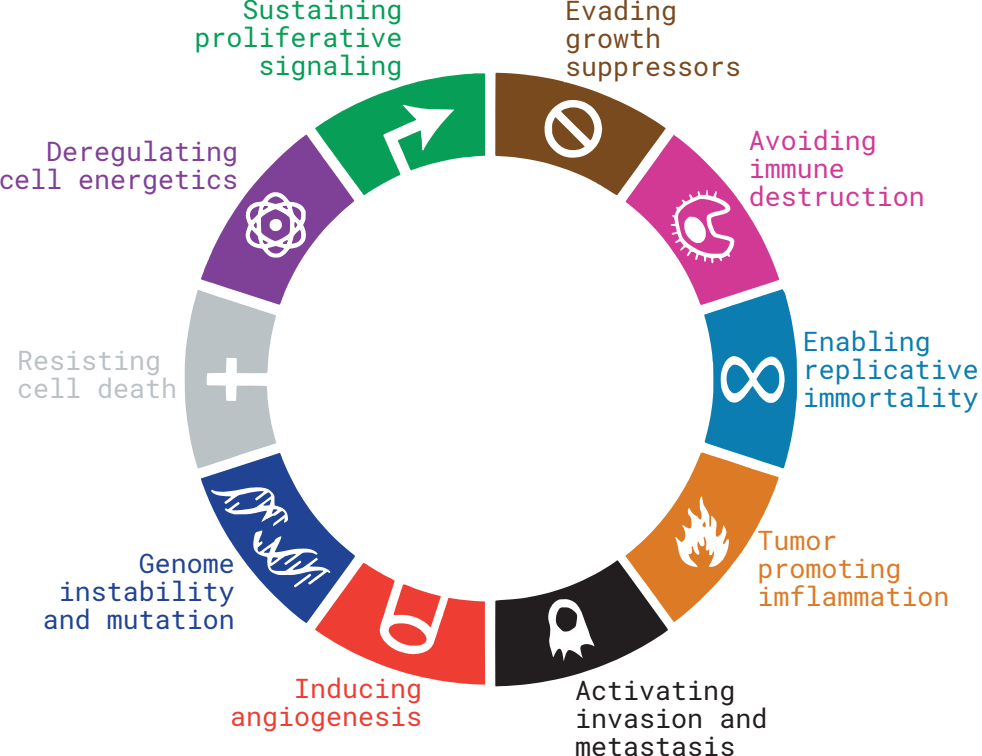 Sustaining
proliferative
signaling
Evading
growth
suppressors
Avoiding
immune
destruction
Enabling
replicative
immortality
Tumor
promoting
imflammation
Activating
invasion and
metastasis
Inducing
angiogenesis
Genome
instability
and mutation
Resisting
cell death
Deregulating
cell energetics